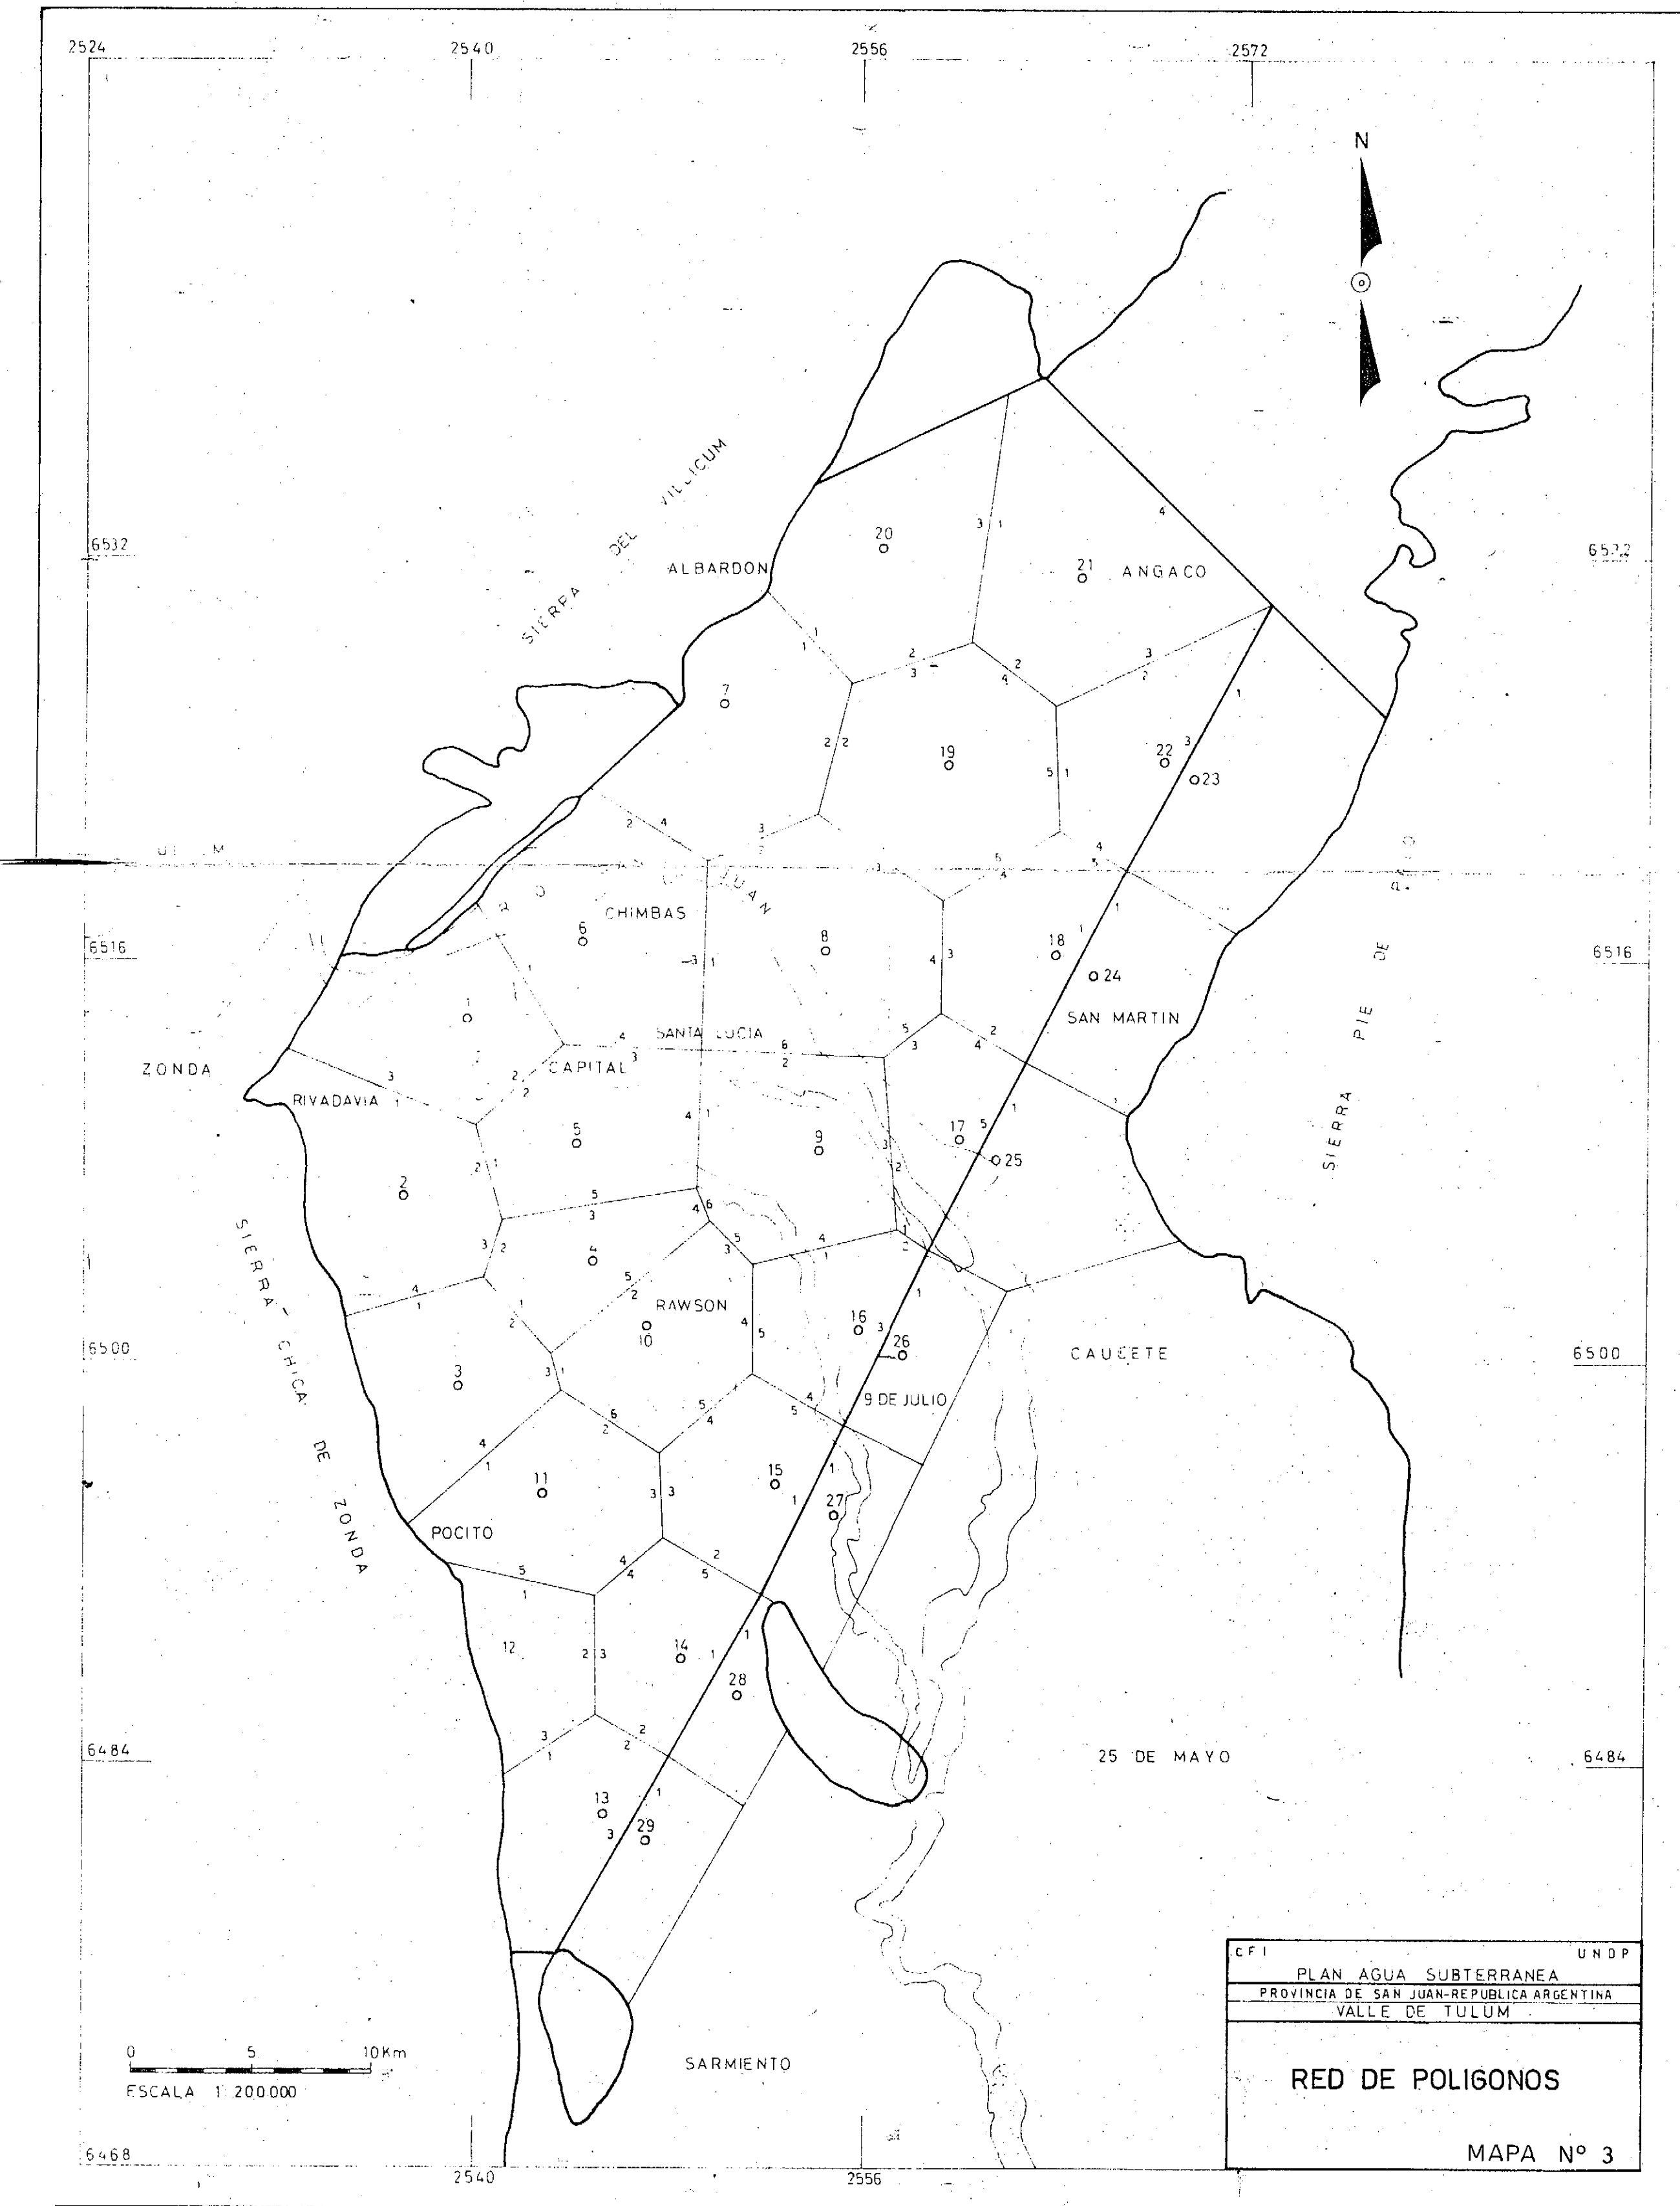 2524
2540
2556
2572
N
6532
SIERRA DEL VILLICUM
ALBARDON
20
21
ANGACO
7
19
22
23
CHIMBAS
6
8
18
24
6516
6516
1
SANTA LUCIA
SAN MARTIN
ZONDA
CAPITAL
RIVADAVIA
5
9
17
25
2
SIERRA PIE DE PALO
SIERRA CHICA DE ZONDA
4
RAWSON
10
16
26
6500
CAUCETE
6500
3
9 DE JULIO
11
15
27
POCITO
12
14
28
6484
25 DE MAYO
6484
13
29
CFI UNDP
PLAN AGUA SUBTERRANEA
PROVINCIA DE SAN JUAN-REPUBLICA ARGENTINA
VALLE DE TULUM
RED DE POLIGONOS
MAPA Nº 3
0 5 10Km
ESCALA 1:200.000
SARMIENTO
6468
2540
2556